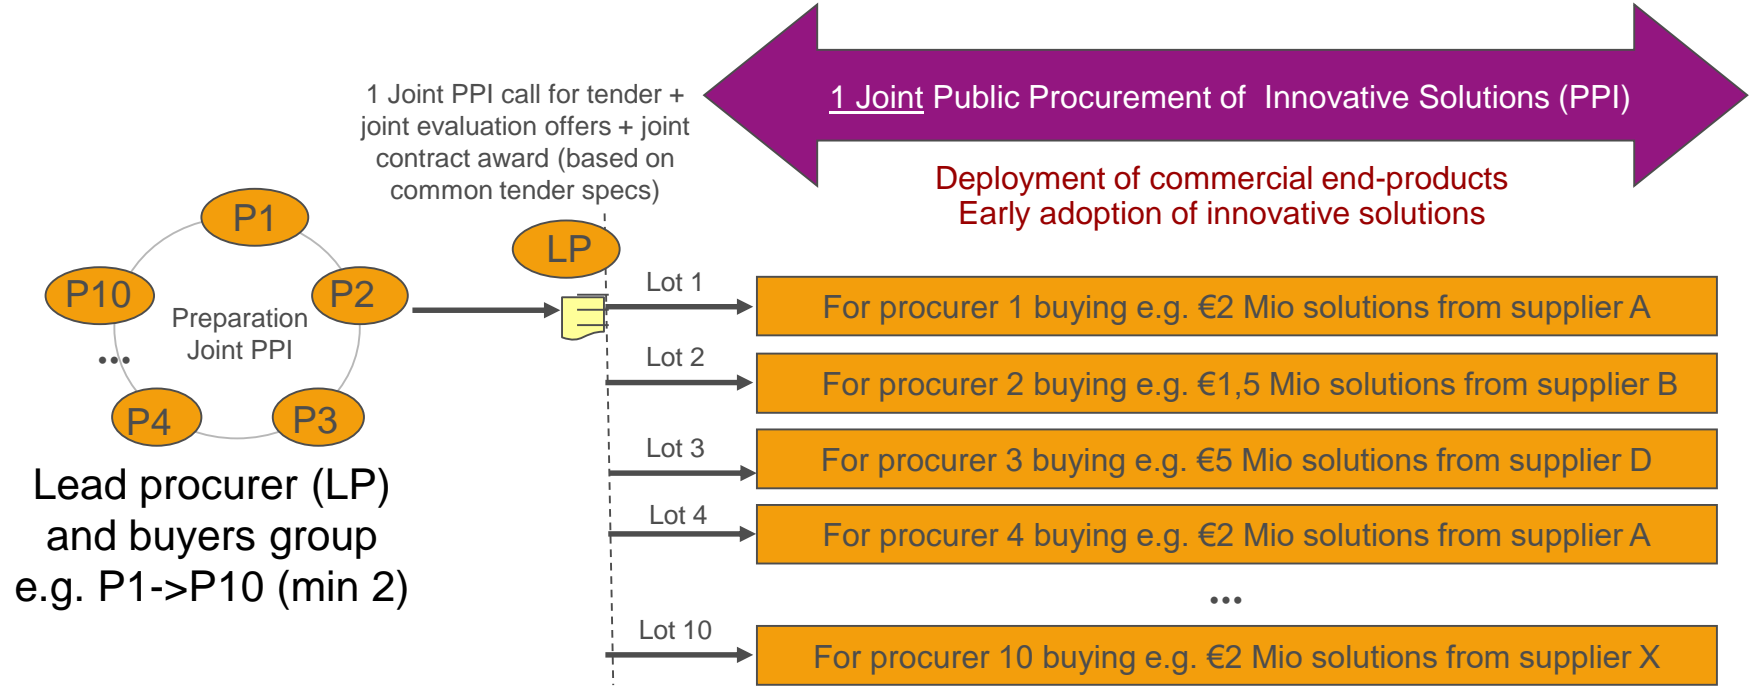 1 Joint PPI call for tender +
joint evaluation offers + joint
contract award (based on
common tender specs)
1 Joint Public Procurement of  Innovative Solutions (PPI)
Deployment of commercial end-products
Early adoption of innovative solutions
P1
P2
P3
P4
...
P10
Preparation
Joint PPI
LP
Lead procurer (LP)
and buyers group
e.g. P1->P10 (min 2)
Lot 1
For procurer 1 buying e.g. €2 Mio solutions from supplier A
Lot 2
For procurer 2 buying e.g. €1,5 Mio solutions from supplier B
Lot 3
For procurer 3 buying e.g. €5 Mio solutions from supplier D
Lot 4
For procurer 4 buying e.g. €2 Mio solutions from supplier A
...
Lot 10
For procurer 10 buying e.g. €2 Mio solutions from supplier X